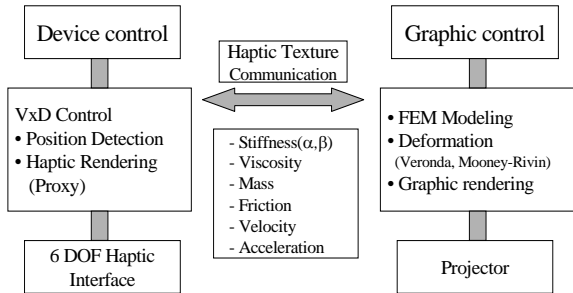 Device control
Haptic Texture
Communication
Graphic control
VxD Control
• Position Detection
• Haptic Rendering
(Proxy)
- Stiffness(α,β)
- Viscosity
- Mass
- Friction
- Velocity
- Acceleration
• FEM Modeling
• Deformation
(Veronda, Mooney-Rivin)
• Graphic rendering
6 DOF Haptic
Interface
Projector